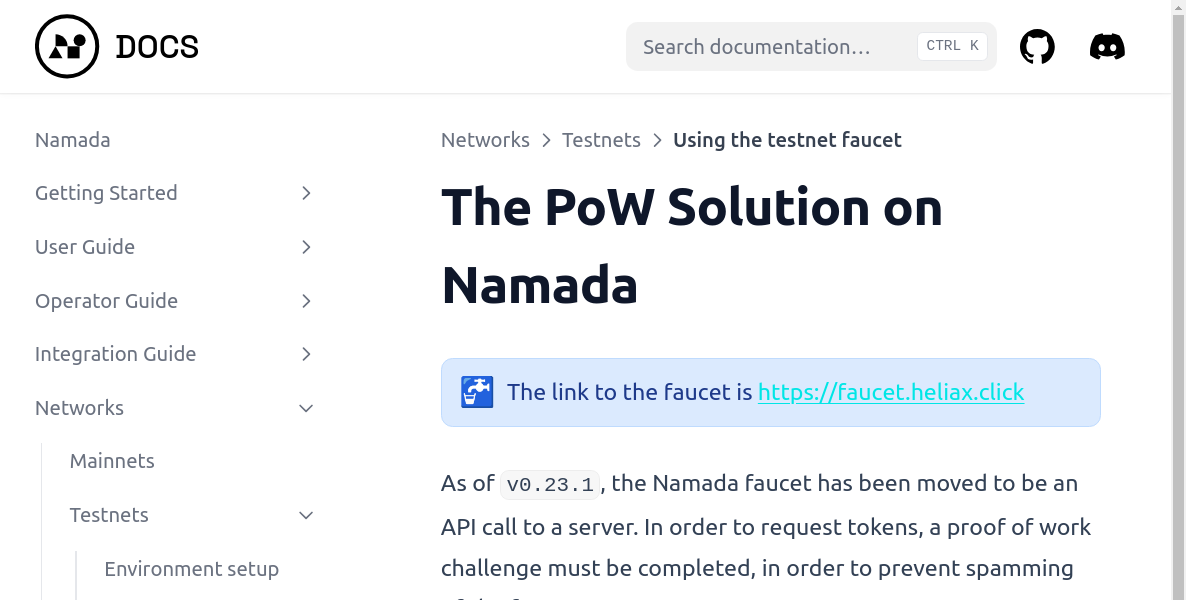 DOCS
Search documentation…
CTRL K
Namada
Getting Started
User Guide
Operator Guide
Integration Guide
Networks
Mainnets
Testnets
Environment setup
Networks > Testnets > Using the testnet faucet
The PoW Solution on
Namada
The link to the faucet is https://faucet.heliax.click
As of v0.23.1, the Namada faucet has been moved to be an
API call to a server. In order to request tokens, a proof of work
challenge must be completed, in order to prevent spamming